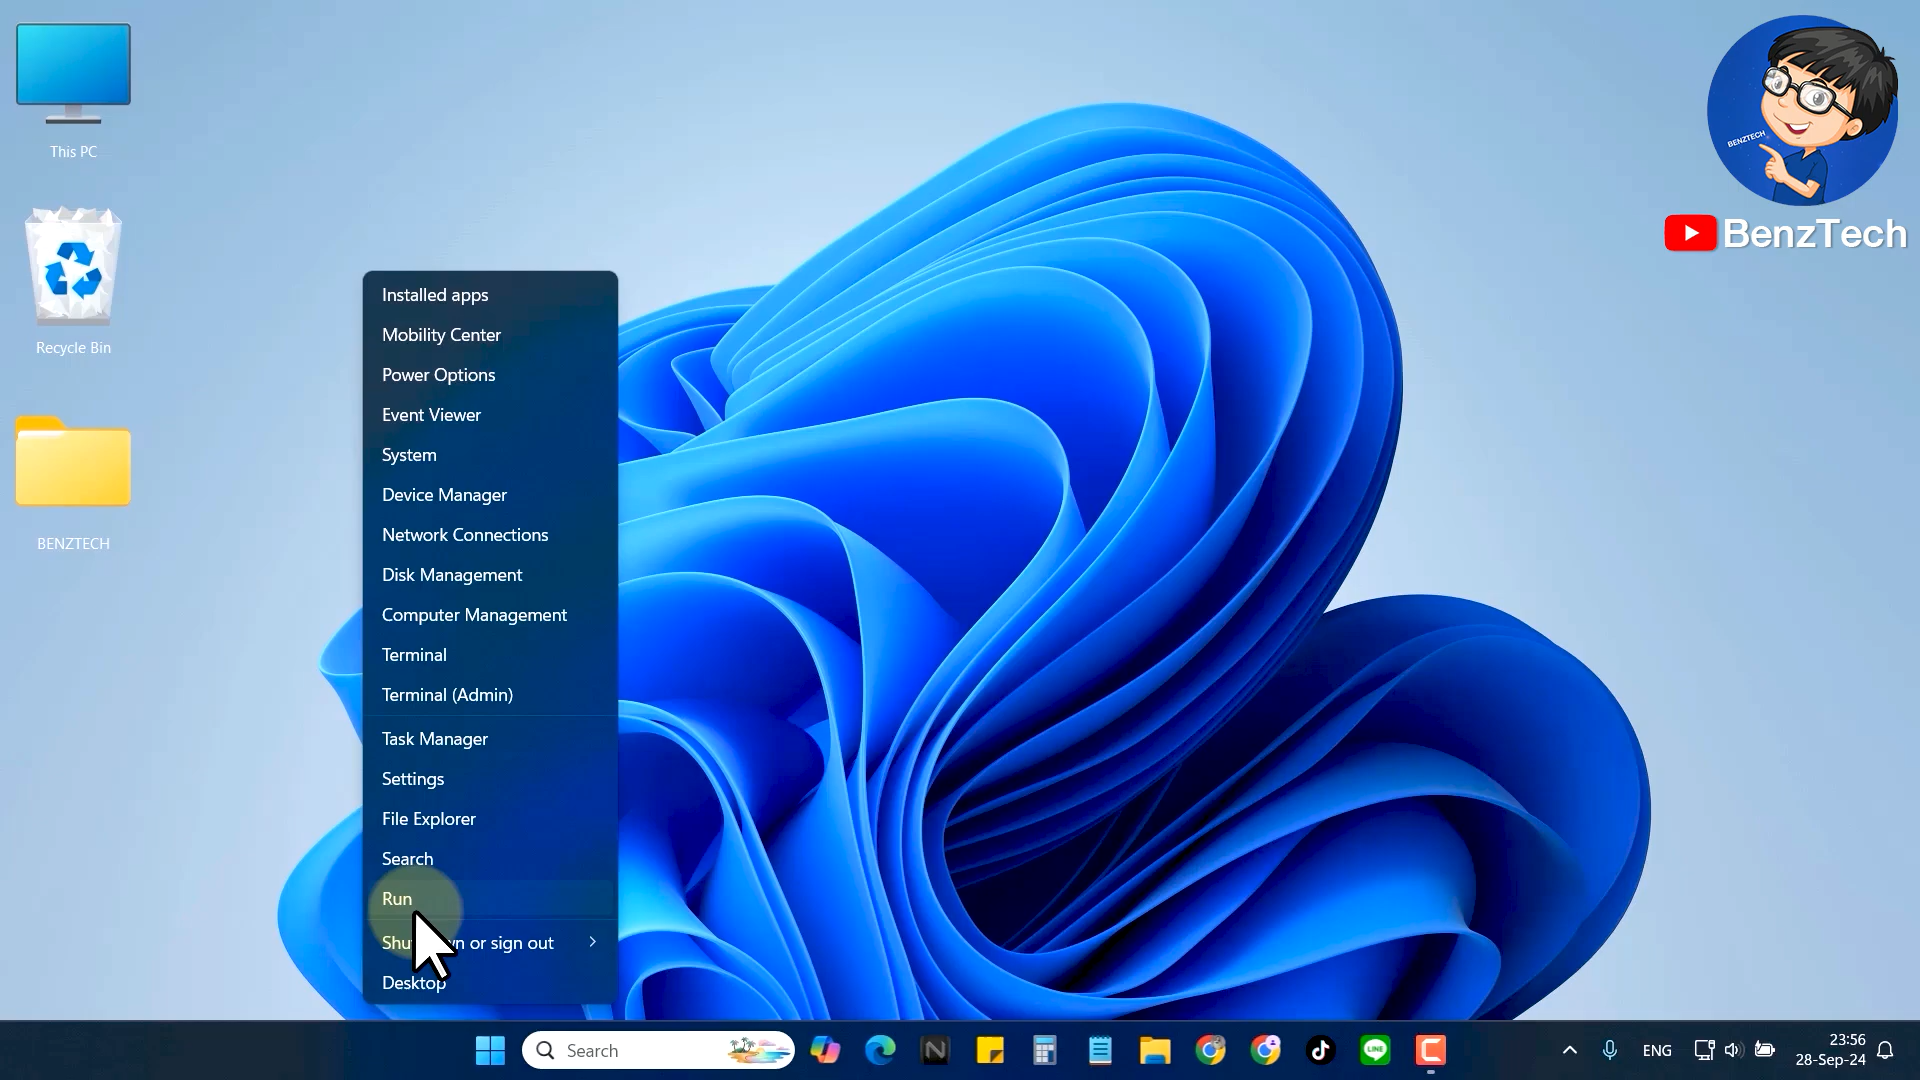 This PC
Recycle Bin
BENZTECH
BENZTECH
BenzTech
Installed apps
Mobility Center
Power Options
Event Viewer
System
Device Manager
Network Connections
Disk Management
Computer Management
Terminal
Terminal (Admin)
Task Manager
Settings
File Explorer
Search
Run
or sign out
Desktop
Search
LINE
ENG
23:56
28-Sep-24